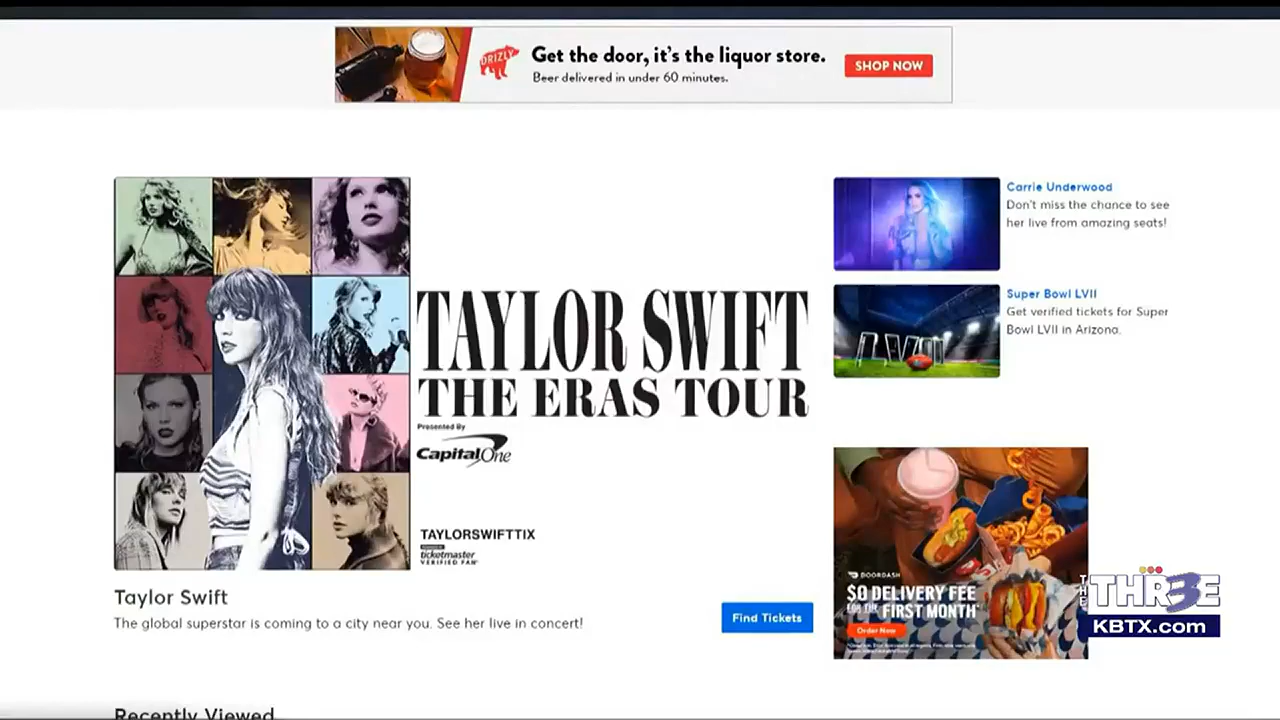 DRIZLY
Get the door, it's the liquor store.
Beer delivered in under 60 minutes.
SHOP NOW
TAYLOR SWIFT
THE ERAS TOUR
Presented By
Capital One
TAYLORSWIFTTIX
ticketmaster
VERIFIED FAN
Taylor Swift
The global superstar is coming to a city near you. See her live in concert!
Find Tickets
Carrie Underwood
Don't miss the chance to see
her live from amazing seats!
Super Bowl LVII
Get verified tickets for Super
Bowl LVII in Arizona.
DOORDASH
$0 DELIVERY FEE
FOR THE FIRST MONTH*
Order Now
THE THR3E
KBTX.com
Recently Viewed